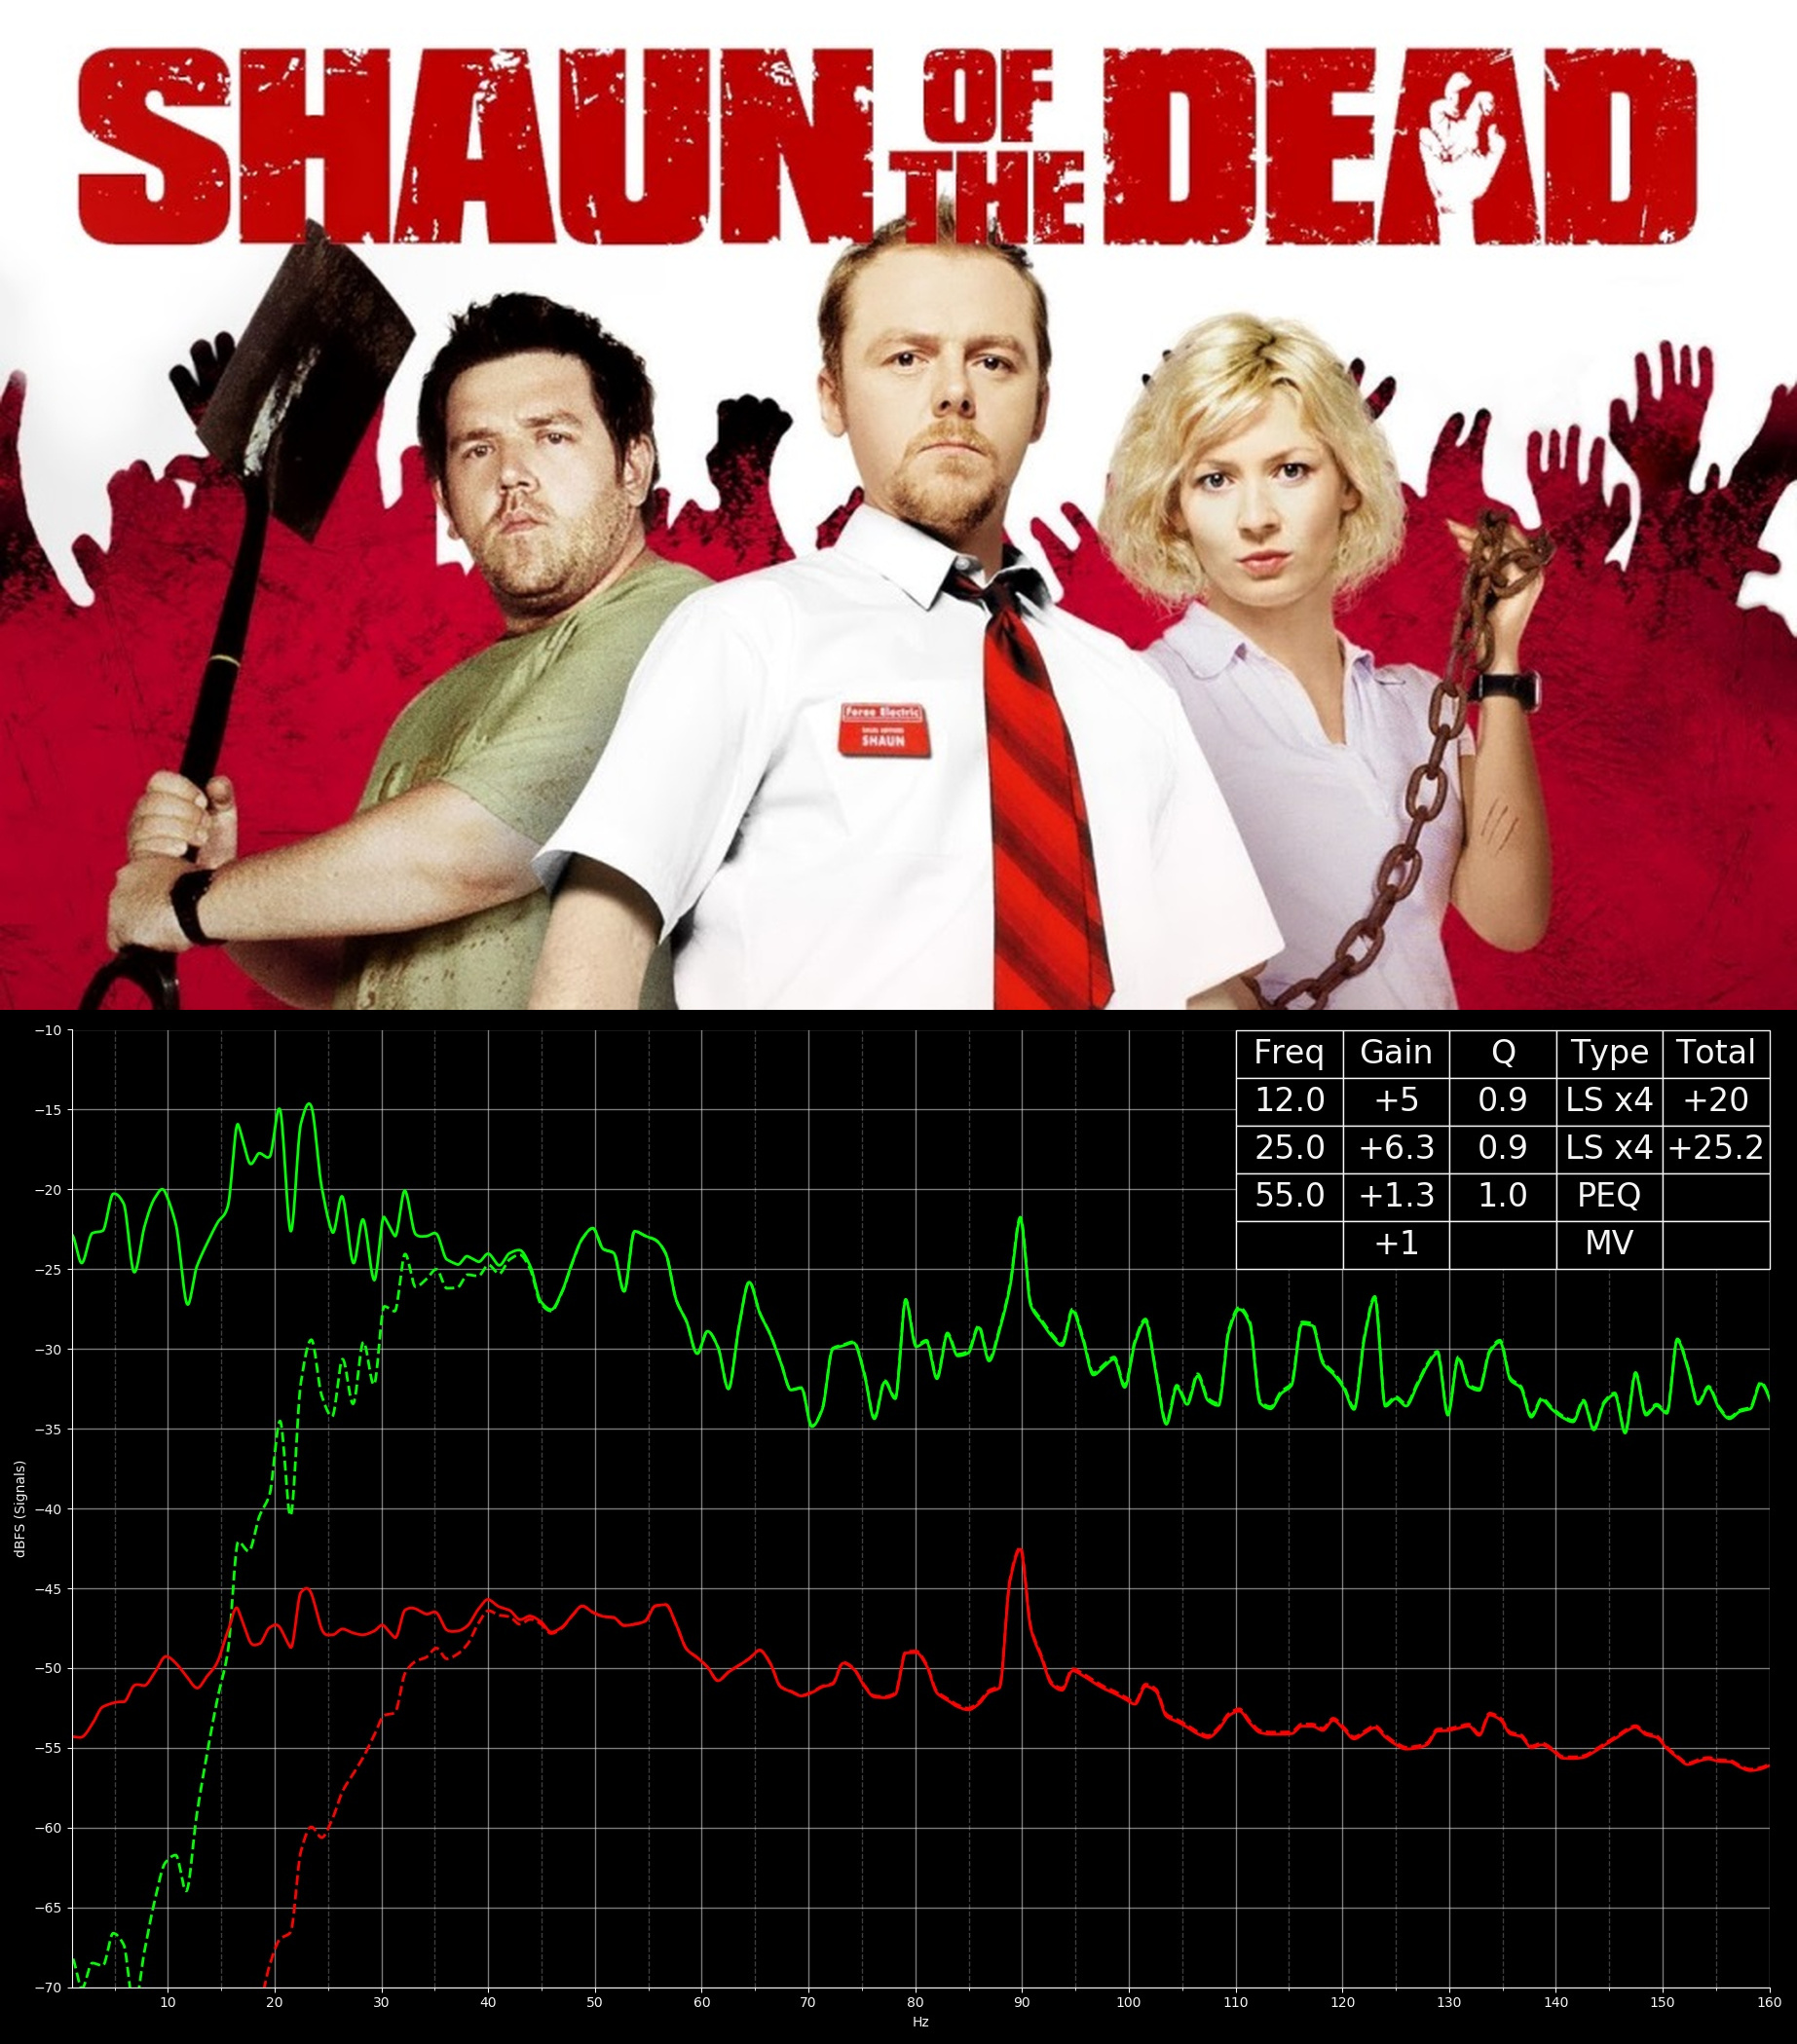 SHAUN OF THE DEAD
Foree Electric
SHAUN
Freq Gain Q Type Total
12.0 +5 0.9 LS x4 +20
25.0 +6.3 0.9 LS x4 +25.2
55.0 +1.3 1.0 PEQ
+1 MV
−10
−15
−20
−25
−30
−35
−40
−45
−50
−55
−60
−65
−70
dBFS (Signals)
10 20 30 40 50 60 70 80 90 100 110 120 130 140 150 160
Hz